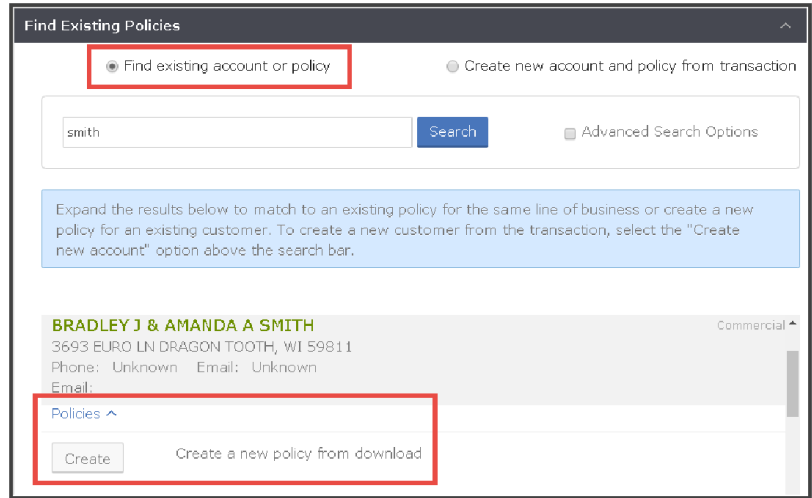 Find Existing Policies
Find existing account or policy
Create new account and policy from transaction
smith
Search
Advanced Search Options
Expand the results below to match to an existing policy for the same line of business or create a new
policy for an existing customer. To create a new customer from the transaction, select the "Create
new account" option above the search bar.
BRADLEY J & AMANDA A SMITH
Commercial
3693 EURO LN DRAGON TOOTH, WI 59811
Phone: Unknown Email: Unknown
Email:
Policies
Create
Create a new policy from download